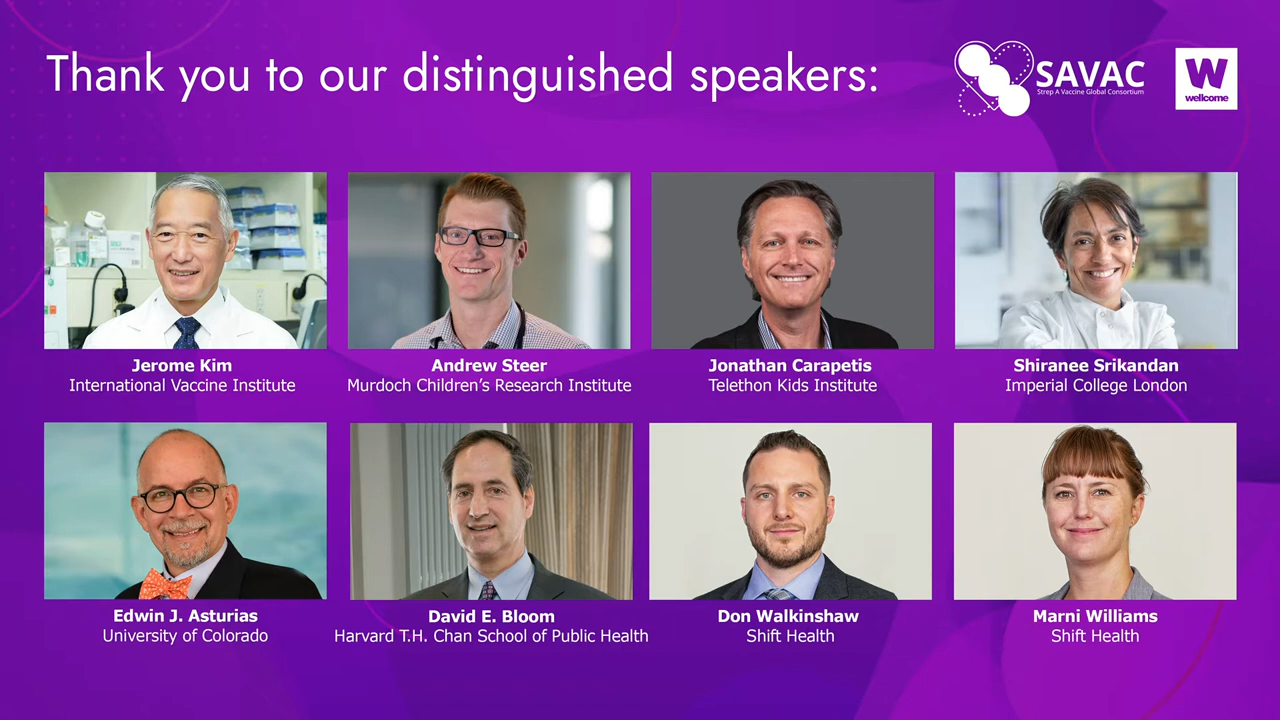 Thank you to our distinguished speakers:
SAVAC
Strep A Vaccine Global Consortium
W
wellcome
Jerome Kim
International Vaccine Institute
Andrew Steer
Murdoch Children's Research Institute
Jonathan Carapetis
Telethon Kids Institute
Shiranee Srikandan
Imperial College London
Edwin J. Asturias
University of Colorado
David E. Bloom
Harvard T.H. Chan School of Public Health
Don Walkinshaw
Shift Health
Marni Williams
Shift Health